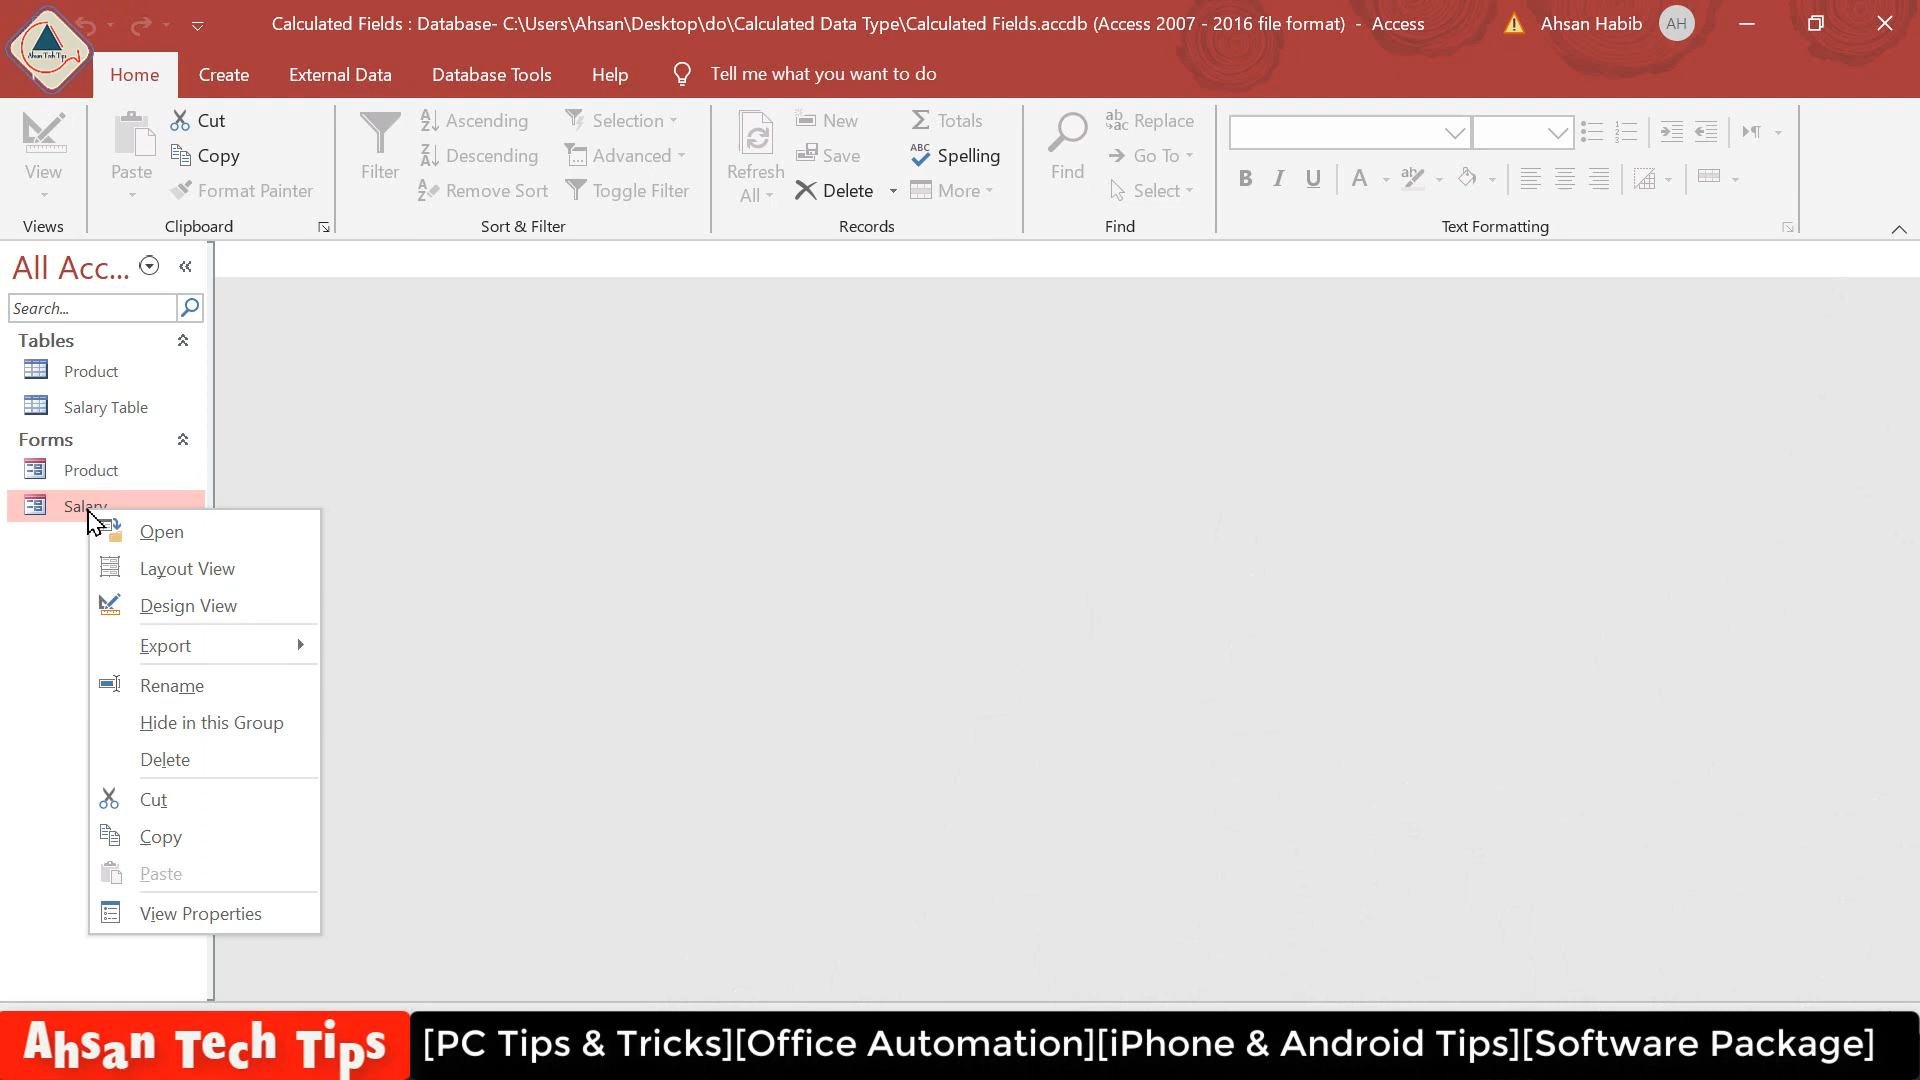 Calculated Fields : Database- C:\Users\Ahsan\Desktop\do\Calculated Data Type\Calculated Fields.accdb (Access 2007 - 2016 file format) - Access
Ahsan Habib
AH
Ahsan Tech Tips
Home
Create
External Data
Database Tools
Help
Tell me what you want to do
View
Views
Paste
Cut
Copy
Format Painter
Clipboard
Filter
Ascending
Descending
Remove Sort
Selection
Advanced
Toggle Filter
Sort & Filter
Refresh
All
New
Save
Delete
Totals
Spelling
More
Records
Find
Replace
Go To
Select
Find
B I U
Text Formatting
All Acc...
Search...
Tables
Product
Salary Table
Forms
Product
Salary
Open
Layout View
Design View
Export
Rename
Hide in this Group
Delete
Cut
Copy
Paste
View Properties
Ahsan Tech Tips
[PC Tips & Tricks][Office Automation][iPhone & Android Tips][Software Package]